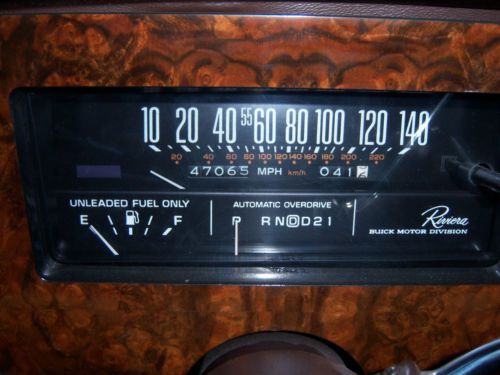 10 20 40 55 60 80 100 120 140
20 40 60 80 100 120 140 160 180 200 220
47065 MPH km/h 041
UNLEADED FUEL ONLY
E F
AUTOMATIC OVERDRIVE
P R N D 2 1
Riviera
BUICK MOTOR DIVISION